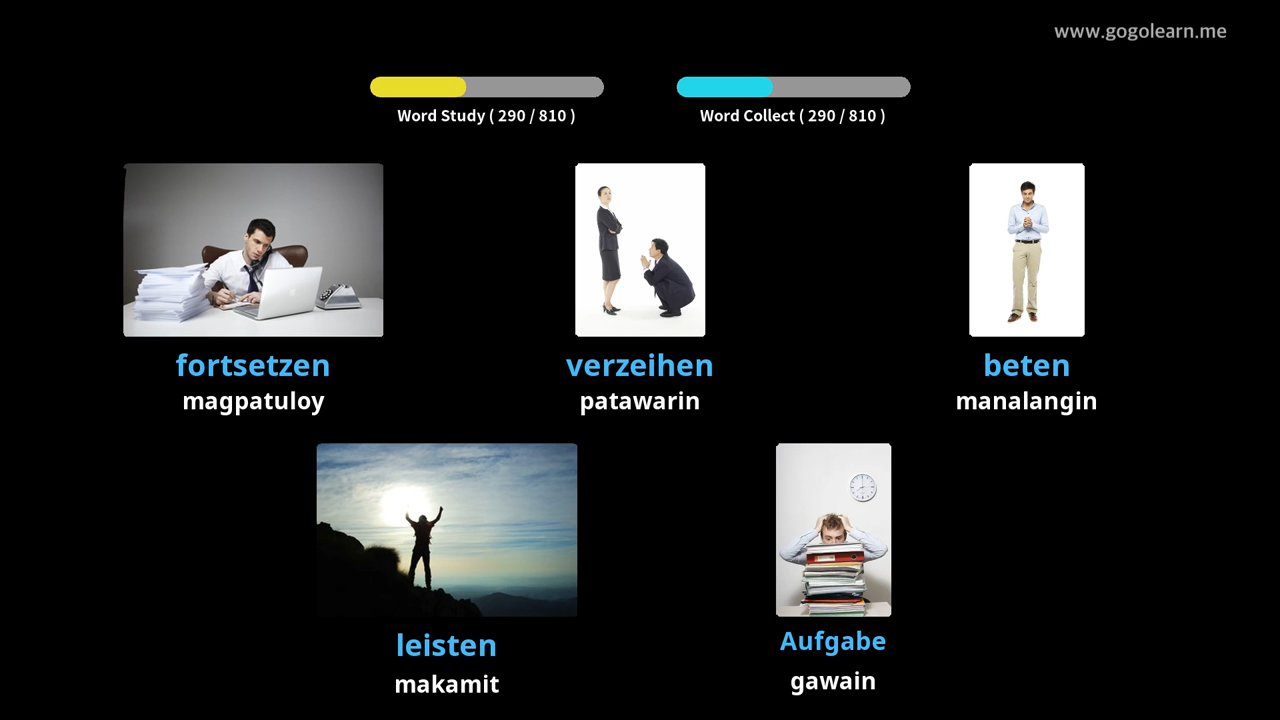 www.gogolearn.me
Word Study ( 290 / 810 )
Word Collect ( 290 / 810 )
fortsetzen
magpatuloy
verzeihen
patawarin
beten
manalangin
leisten
makamit
Aufgabe
gawain